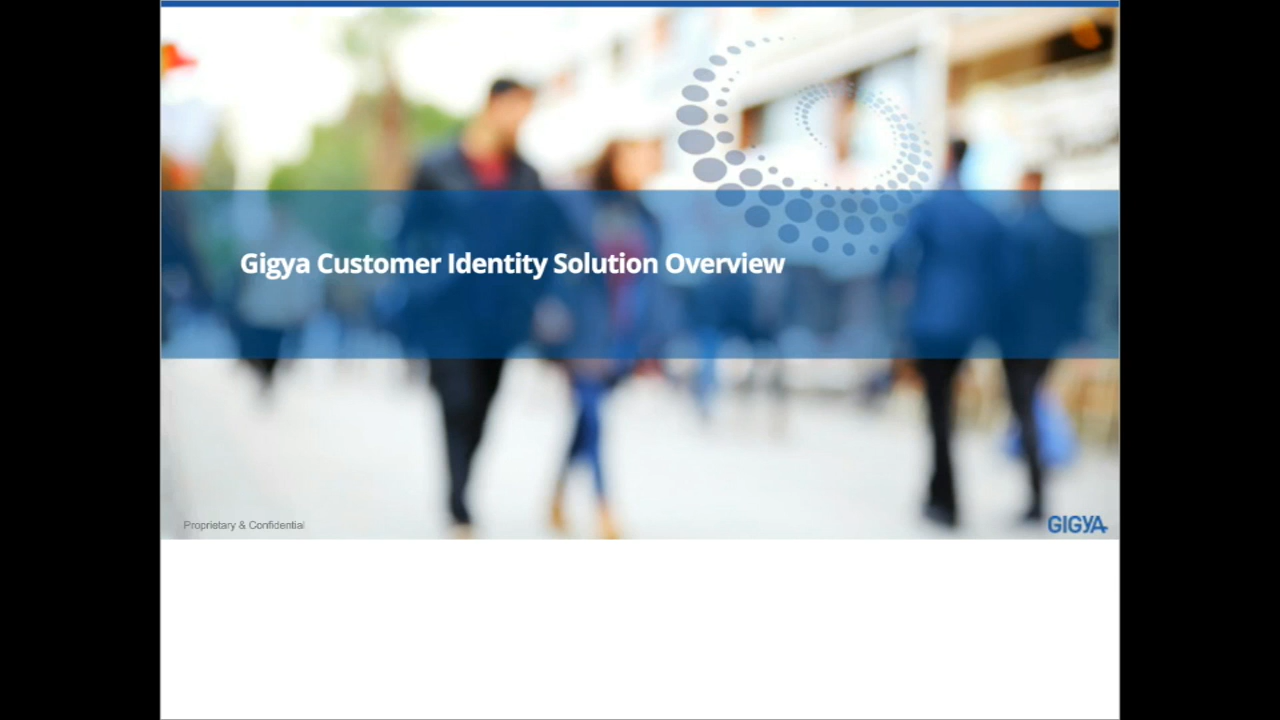 Gigya Customer Identity Solution Overview
Proprietary & Confidential
GIGYA